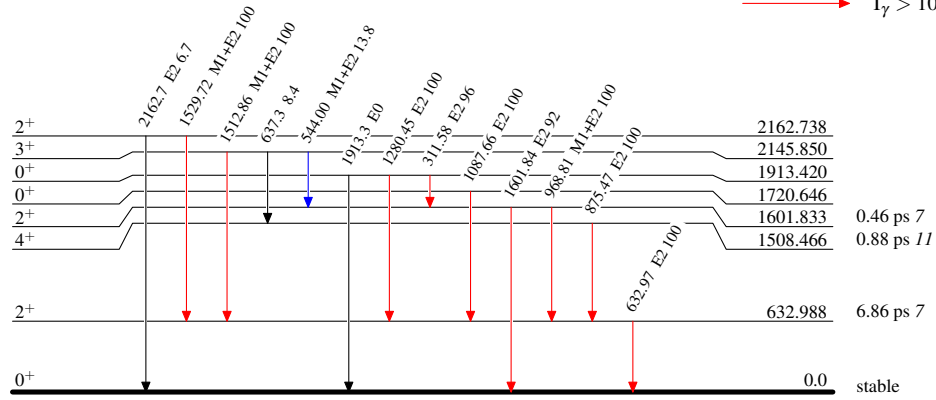 I_γ > 10
2162.7 E2 6.7
1529.72 M1+E2 100
1512.86 M1+E2 100
637.3 8.4
544.00 M1+E2 13.8
1913.3 E0
1280.45 E2 100
311.58 E2 96
1087.66 E2 100
1601.84 E2 92
968.81 M1+E2 100
875.47 E2 100
632.97 E2 100
2⁺ 2162.738
3⁺ 2145.850
0⁺ 1913.420
0⁺ 1720.646
2⁺ 1601.833 0.46 ps 7
4⁺ 1508.466 0.88 ps 11
2⁺ 632.988 6.86 ps 7
0⁺ 0.0 stable